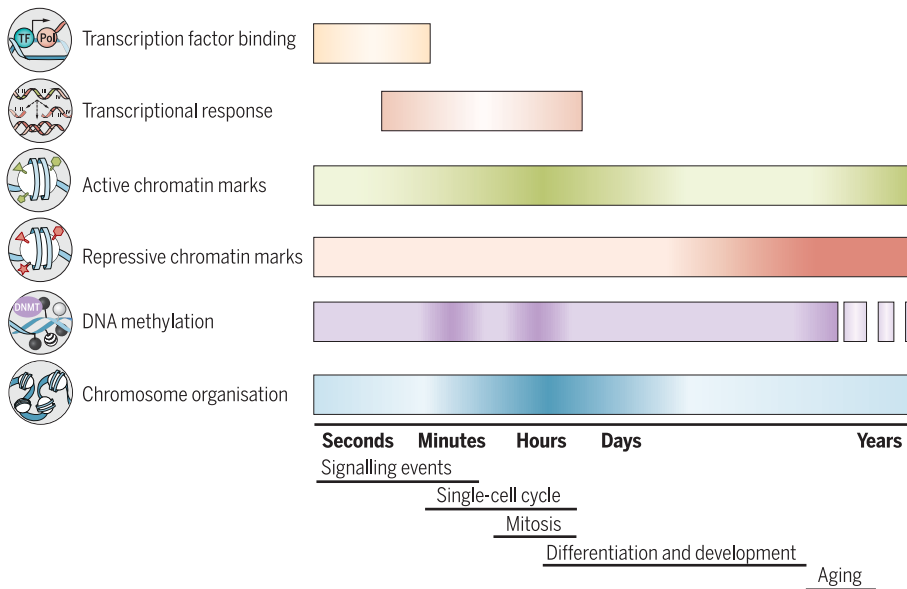 TF Pol
Transcription factor binding
Transcriptional response
Active chromatin marks
Repressive chromatin marks
DNMT
DNA methylation
Chromosome organisation
Seconds Minutes Hours Days Years
Signalling events
Single-cell cycle
Mitosis
Differentiation and development
Aging